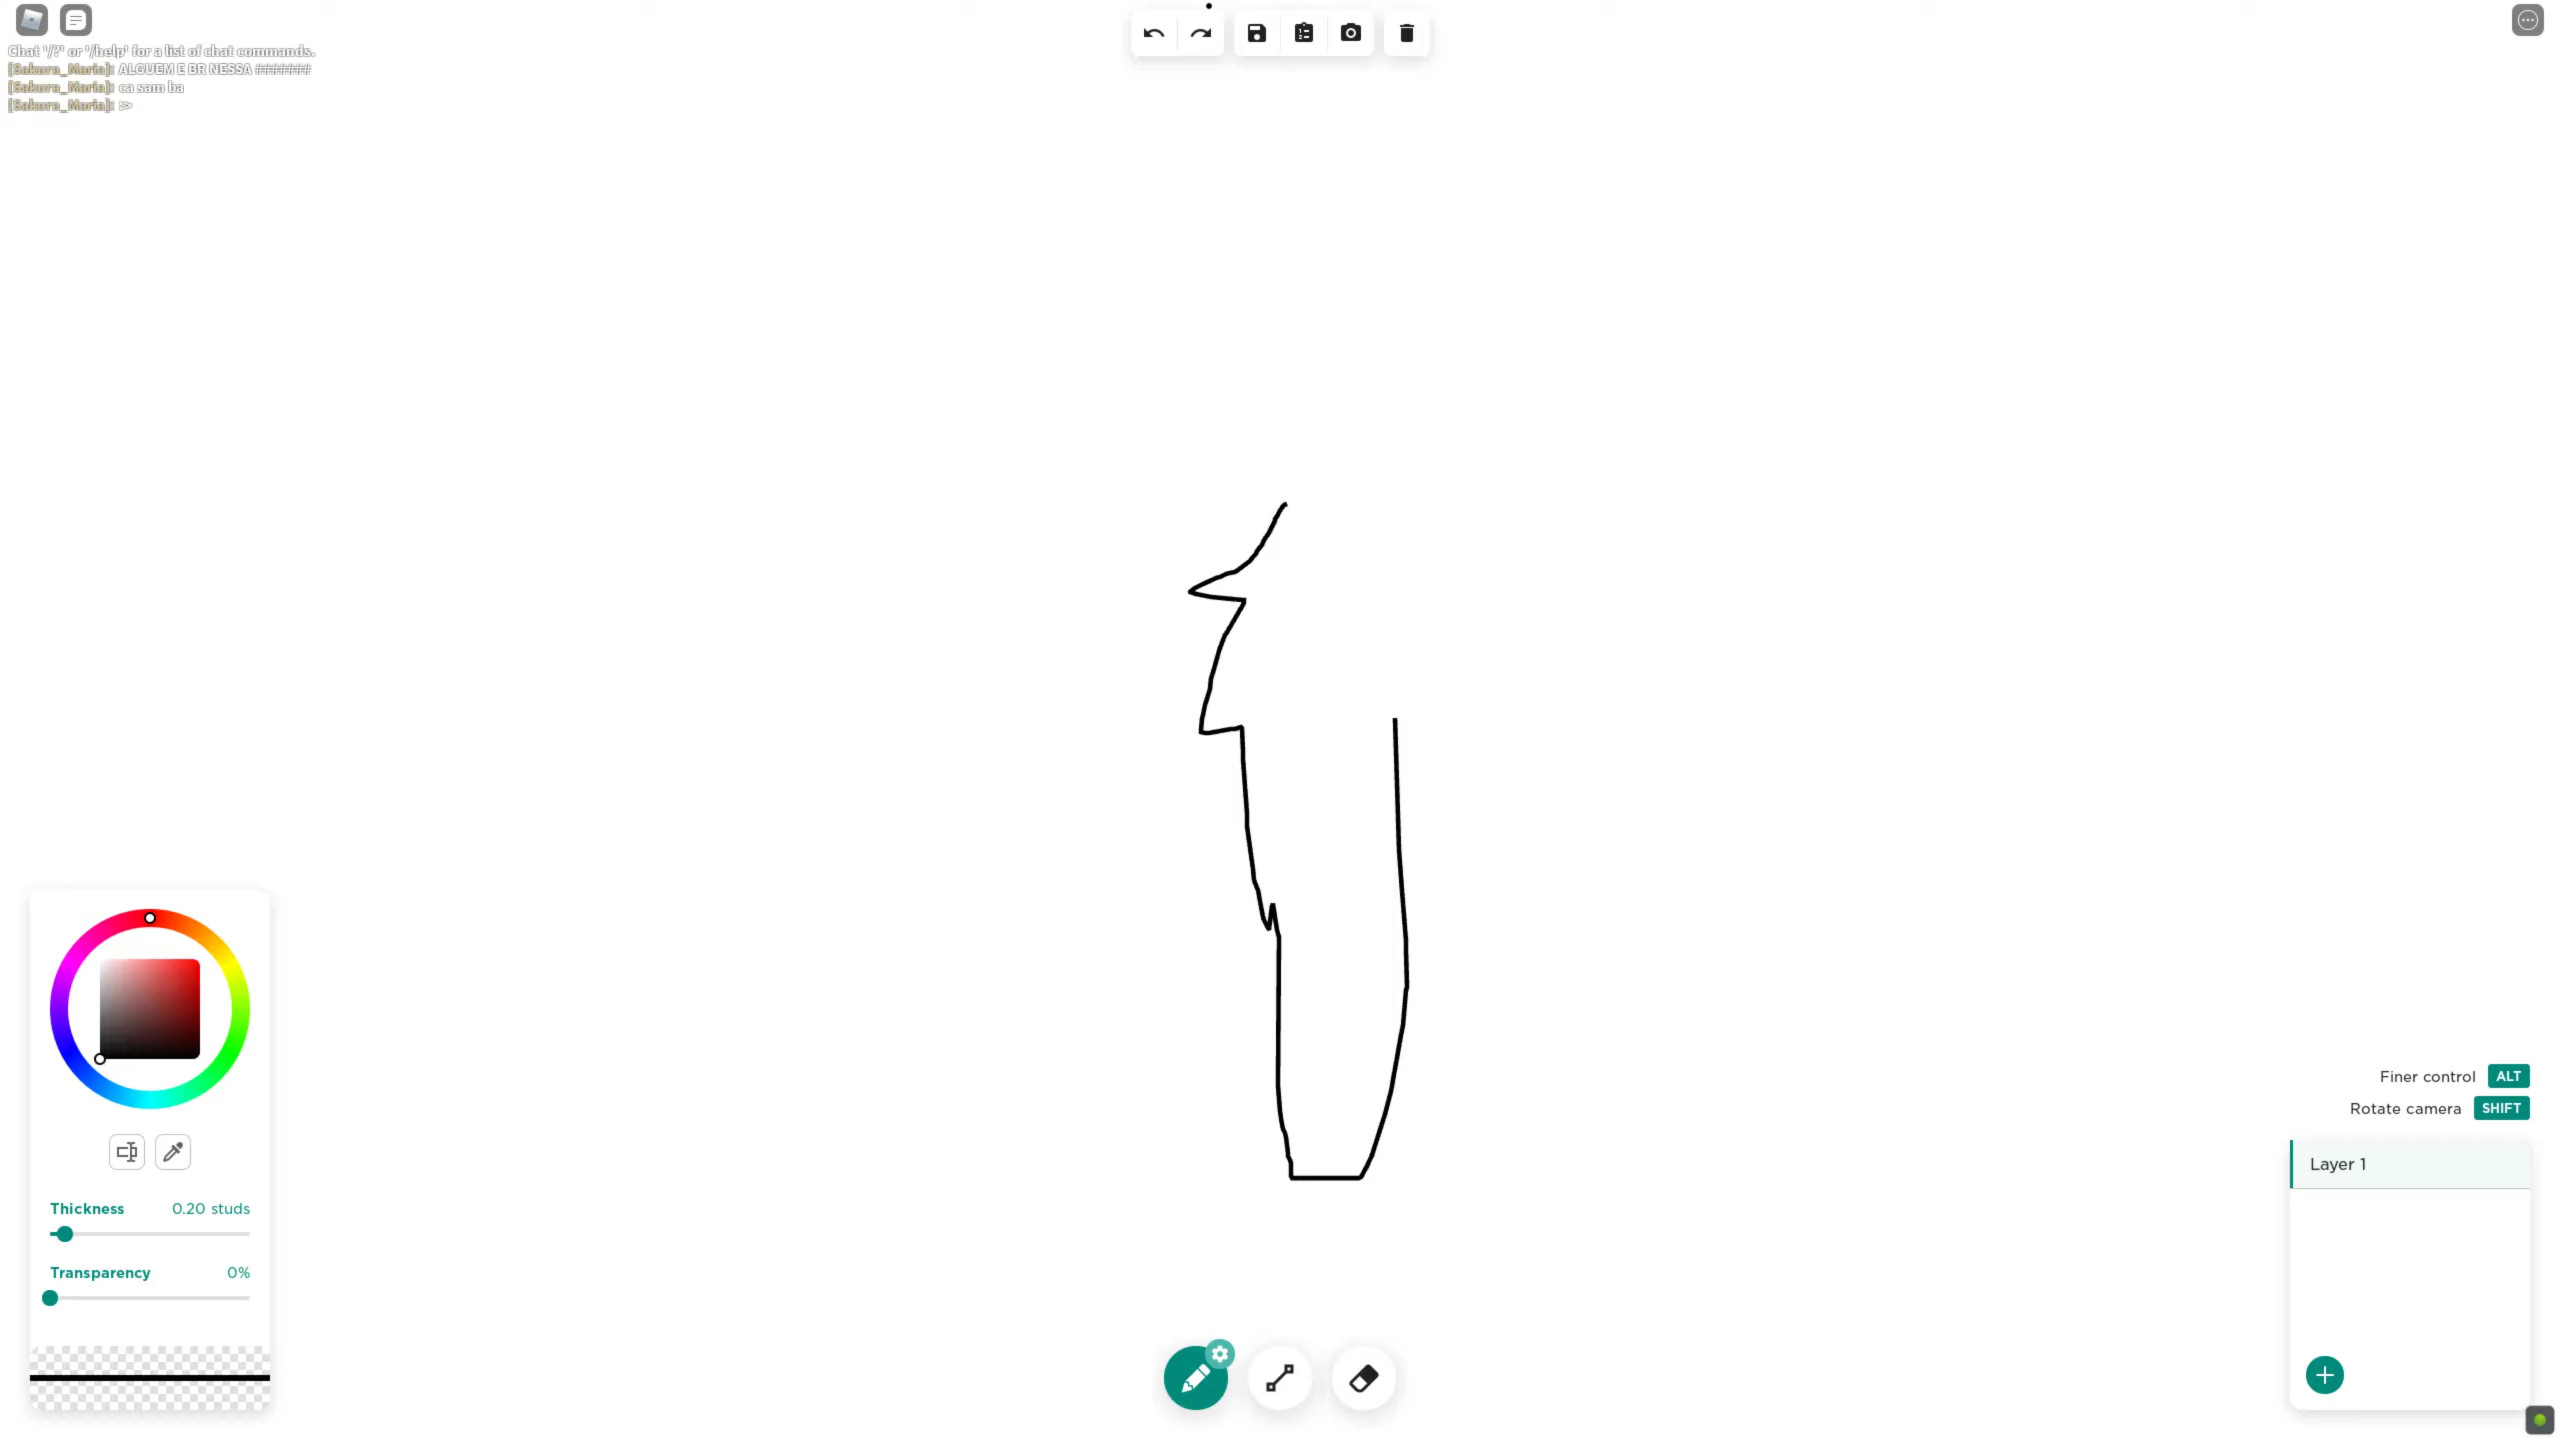 Chat '/?' or '/help' for a list of chat commands.
[Sakura_Maria]: ALGUEM E BR NESSA #######
[Sakura_Maria]: ca sam ba
[Sakura_Maria]: :>
Thickness 0.20 studs
Transparency 0%
Finer control ALT
Rotate camera SHIFT
Layer 1